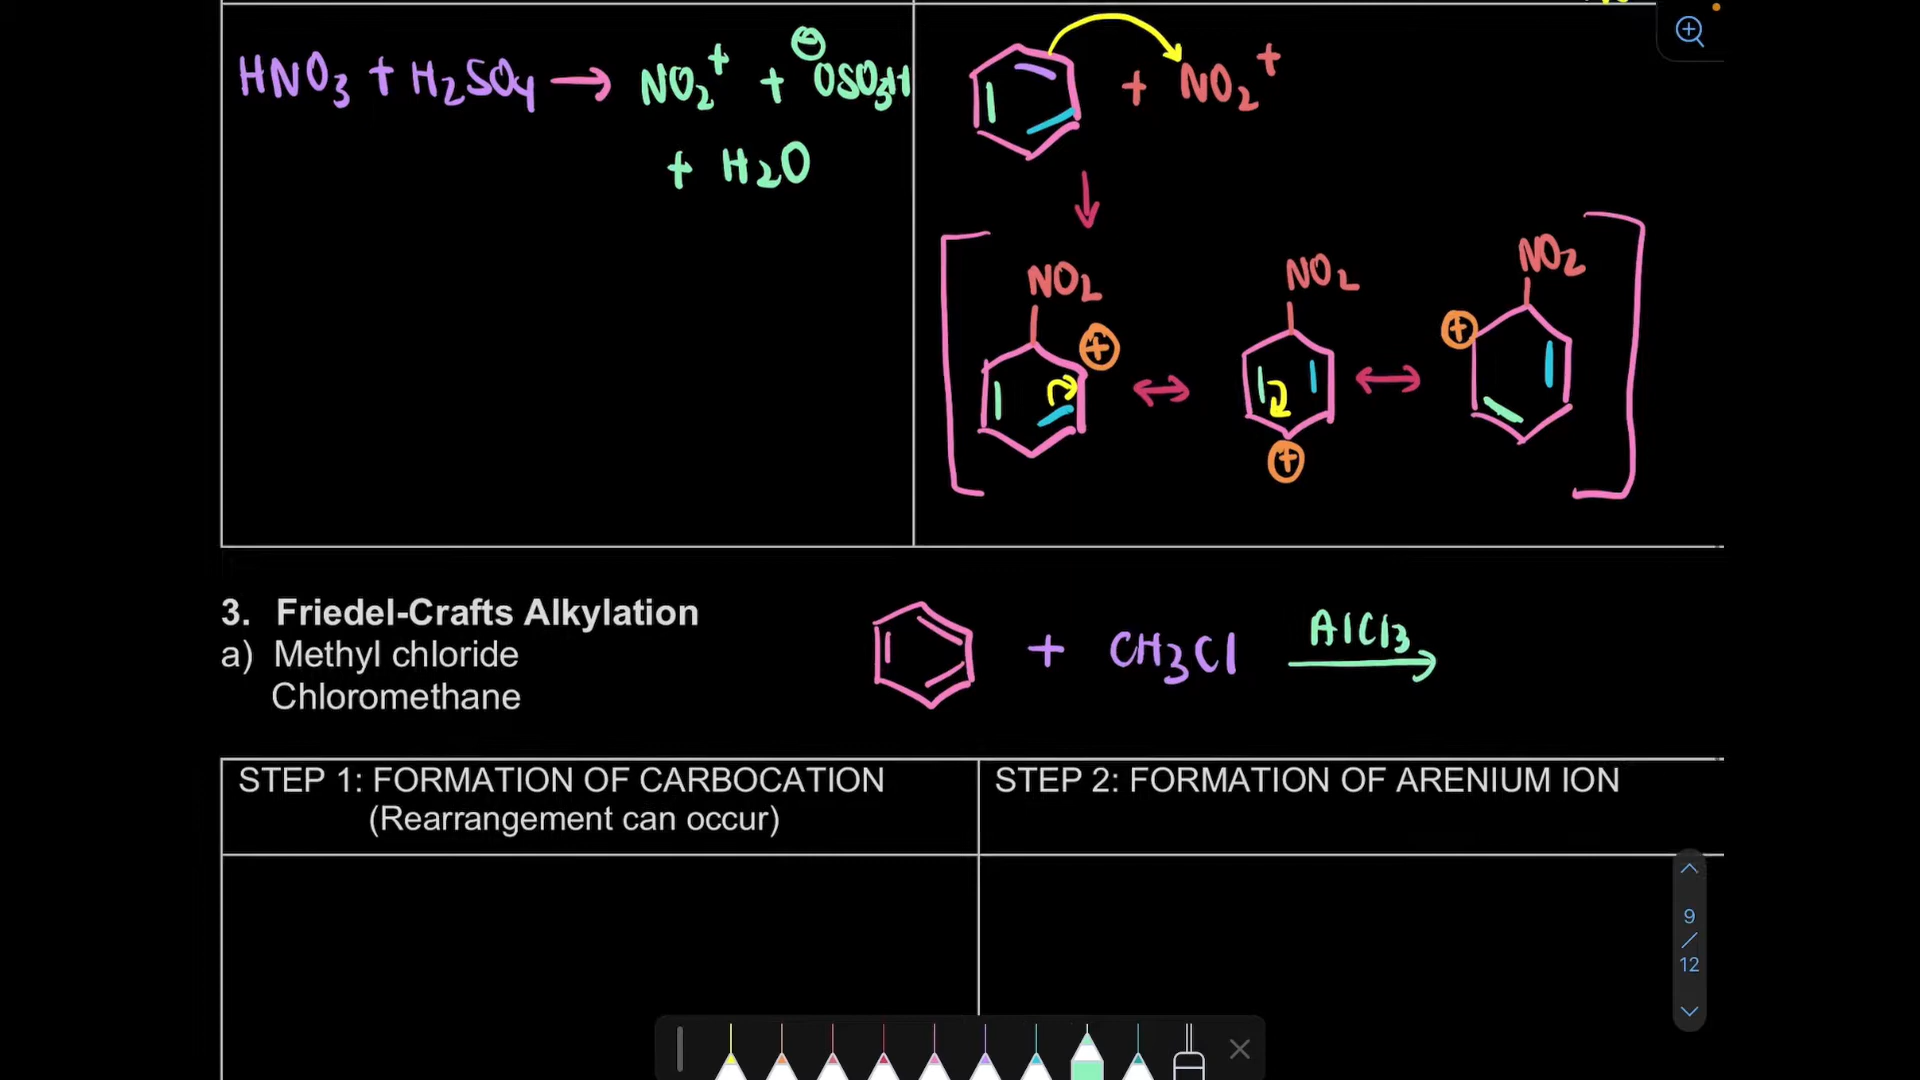 HNO₃ + H₂SO₄ → NO₂⁺ + ⊖OSO₃H
+ H₂O
+ NO₂⁺
NO₂ NO₂ NO₂
⊕ ⊕ ⊕
3. Friedel-Crafts Alkylation
a) Methyl chloride
Chloromethane
+ CH₃Cl AlCl₃ →
STEP 1: FORMATION OF CARBOCATION
(Rearrangement can occur)
STEP 2: FORMATION OF ARENIUM ION
9
/
12